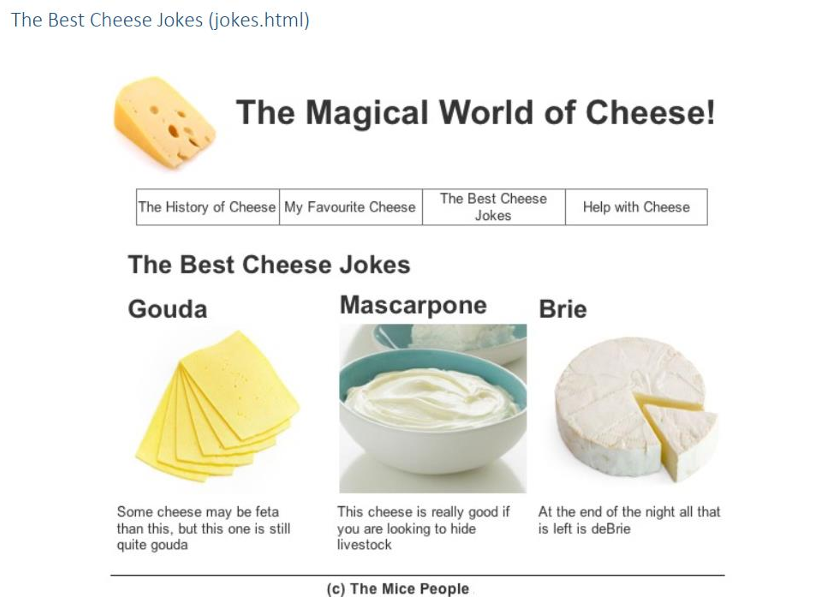 The Best Cheese Jokes (jokes.html)
The Magical World of Cheese!
The History of Cheese
My Favourite Cheese
The Best Cheese
Jokes
Help with Cheese
The Best Cheese Jokes
Gouda
Mascarpone
Brie
Some cheese may be feta
than this, but this one is still
quite gouda
This cheese is really good if
you are looking to hide
livestock
At the end of the night all that
is left is deBrie
(c) The Mice People